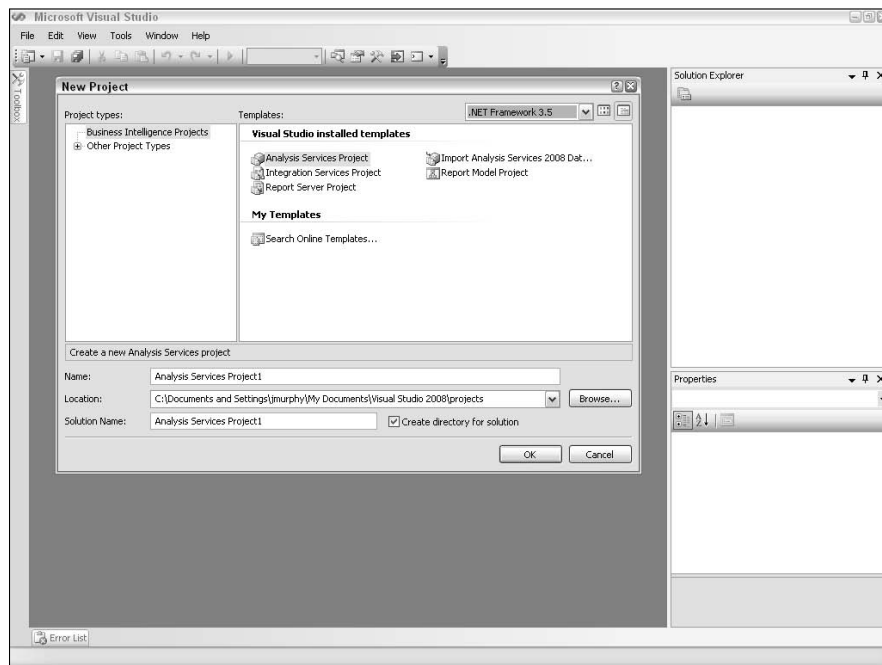 Microsoft Visual Studio
File Edit View Tools Window Help
Toolbox
New Project
Project types:
Templates:
.NET Framework 3.5
Business Intelligence Projects
Other Project Types
Visual Studio installed templates
Analysis Services Project
Import Analysis Services 2008 Dat...
Integration Services Project
Report Model Project
Report Server Project
My Templates
Search Online Templates...
Create a new Analysis Services project
Name: Analysis Services Project1
Location: C:\Documents and Settings\jmurphy\My Documents\Visual Studio 2008\projects Browse...
Solution Name: Analysis Services Project1 Create directory for solution
OK Cancel
Solution Explorer
Properties
Error List